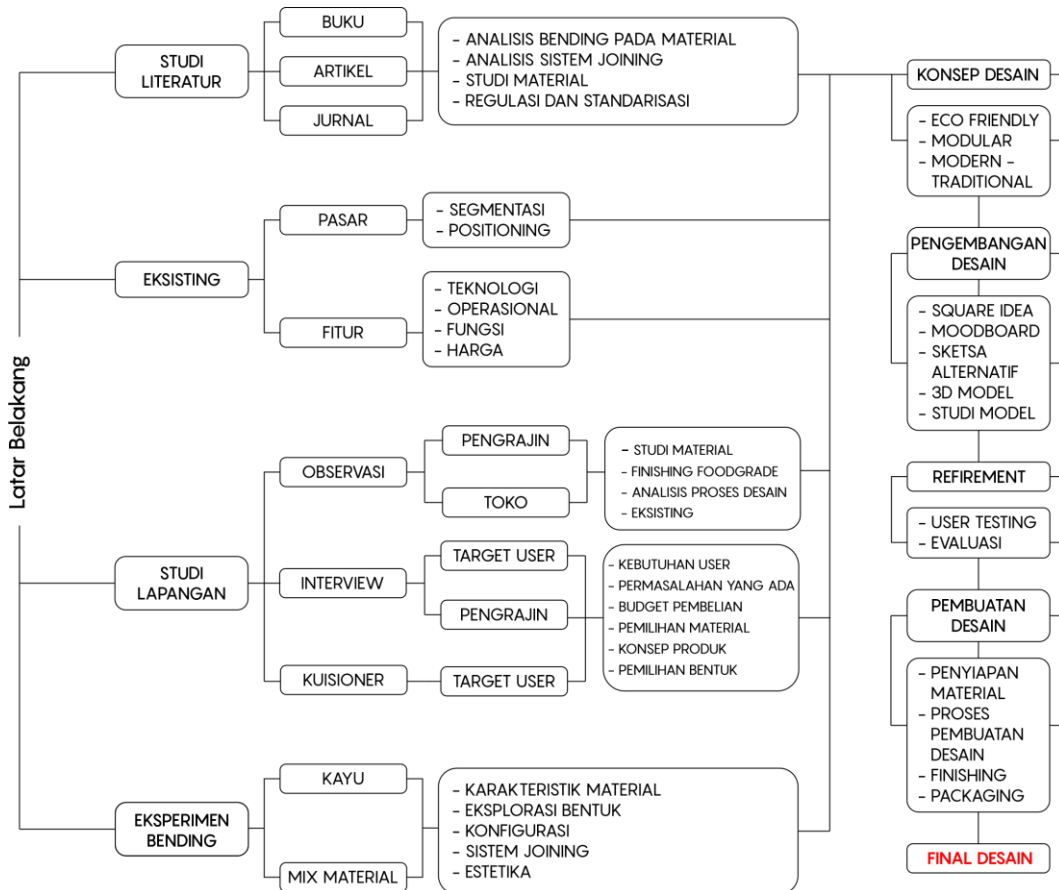 Latar Belakang
STUDI
LITERATUR
BUKU
ARTIKEL
JURNAL
- ANALISIS BENDING PADA MATERIAL
- ANALISIS SISTEM JOINING
- STUDI MATERIAL
- REGULASI DAN STANDARISASI
EKSISTING
PASAR
- SEGMENTASI
- POSITIONING
FITUR
- TEKNOLOGI
- OPERASIONAL
- FUNGSI
- HARGA
STUDI
LAPANGAN
OBSERVASI
PENGRAJIN
TOKO
- STUDI MATERIAL
- FINISHING FOODGRADE
- ANALISIS PROSES DESAIN
- EKSISTING
INTERVIEW
TARGET USER
PENGRAJIN
KUISIONER
TARGET USER
- KEBUTUHAN USER
- PERMASALAHAN YANG ADA
- BUDGET PEMBELIAN
- PEMILIHAN MATERIAL
- KONSEP PRODUK
- PEMILIHAN BENTUK
EKSPERIMEN
BENDING
KAYU
MIX MATERIAL
- KARAKTERISTIK MATERIAL
- EKSPLORASI BENTUK
- KONFIGURASI
- SISTEM JOINING
- ESTETIKA
KONSEP DESAIN
- ECO FRIENDLY
- MODULAR
- MODERN -
TRADITIONAL
PENGEMBANGAN
DESAIN
- SQUARE IDEA
- MOODBOARD
- SKETSA
ALTERNATIF
- 3D MODEL
- STUDI MODEL
REFIREMENT
- USER TESTING
- EVALUASI
PEMBUATAN
DESAIN
- PENYIAPAN
MATERIAL
- PROSES
PEMBUATAN
DESAIN
- FINISHING
- PACKAGING
FINAL DESAIN